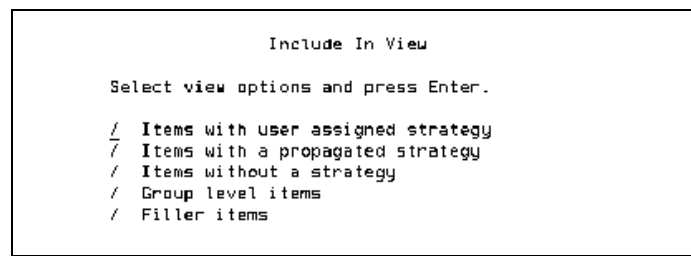 Include In View
Select view options and press Enter.
/ Items with user assigned strategy
/ Items with a propagated strategy
/ Items without a strategy
/ Group level items
/ Filler items